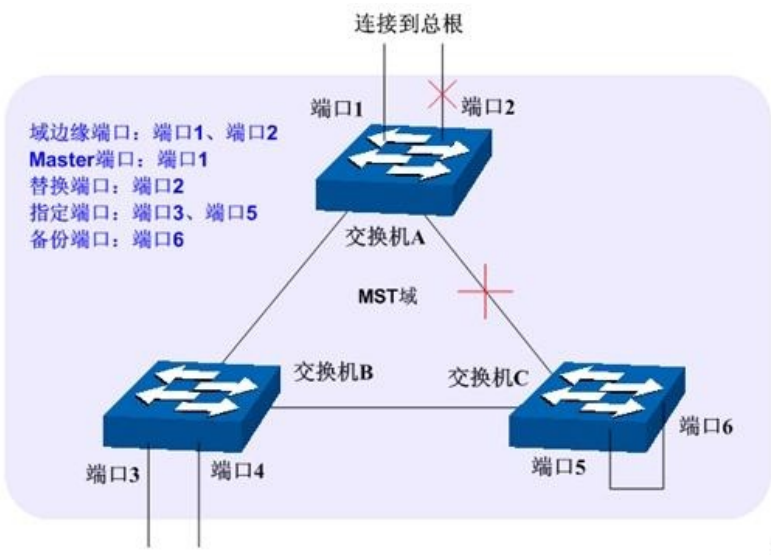 连接到总根
端口1
端口2
域边缘端口：端口1、端口2
Master端口：端口1
替换端口：端口2
指定端口：端口3、端口5
备份端口：端口6
交换机A
MST域
交换机B
交换机C
端口3
端口4
端口5
端口6